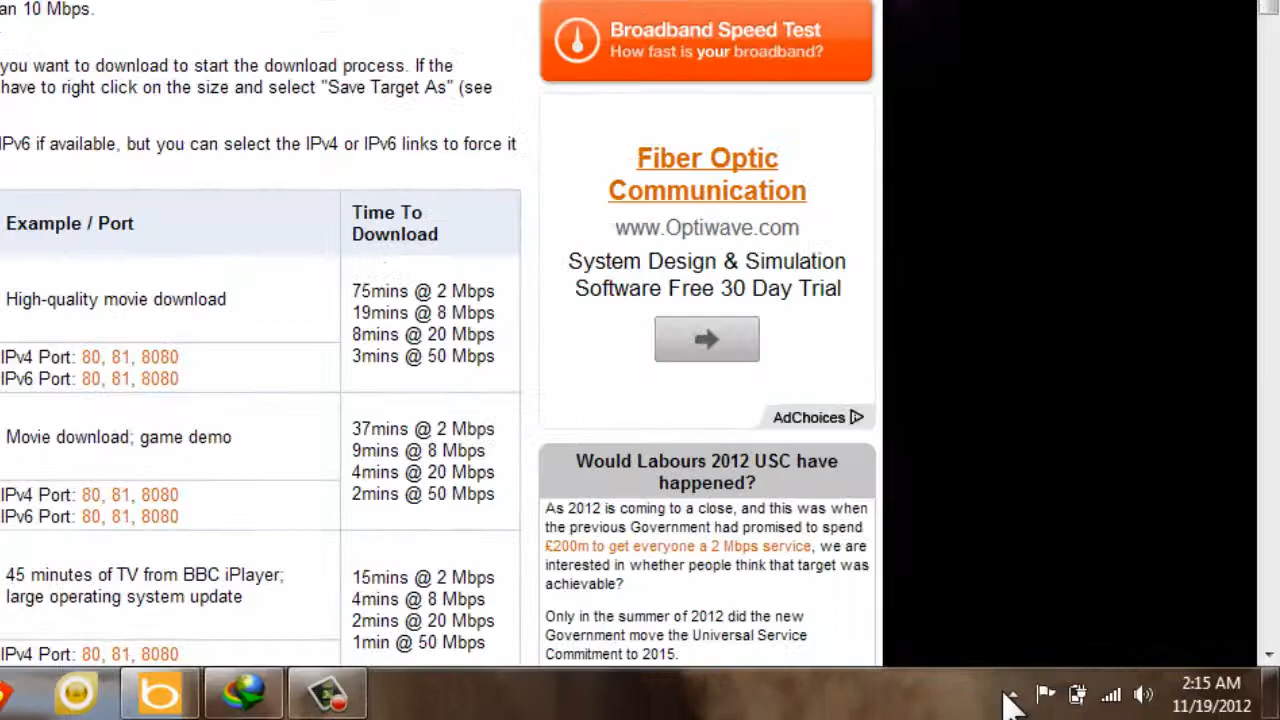 an 10 Mbps.
you want to download to start the download process. If the
have to right click on the size and select "Save Target As" (see
IPv6 if available, but you can select the IPv4 or IPv6 links to force it
Example / Port
Time To
Download
High-quality movie download
75mins @ 2 Mbps
19mins @ 8 Mbps
8mins @ 20 Mbps
3mins @ 50 Mbps
IPv4 Port: 80, 81, 8080
IPv6 Port: 80, 81, 8080
Movie download; game demo
37mins @ 2 Mbps
9mins @ 8 Mbps
4mins @ 20 Mbps
2mins @ 50 Mbps
IPv4 Port: 80, 81, 8080
IPv6 Port: 80, 81, 8080
45 minutes of TV from BBC iPlayer;
large operating system update
15mins @ 2 Mbps
4mins @ 8 Mbps
2mins @ 20 Mbps
1min @ 50 Mbps
IPv4 Port: 80, 81, 8080
Broadband Speed Test
How fast is your broadband?
Fiber Optic
Communication
www.Optiwave.com
System Design & Simulation
Software Free 30 Day Trial
AdChoices
Would Labours 2012 USC have
happened?
As 2012 is coming to a close, and this was when
the previous Government had promised to spend
£200m to get everyone a 2 Mbps service, we are
interested in whether people think that target was
achievable?
Only in the summer of 2012 did the new
Government move the Universal Service
Commitment to 2015.
2:15 AM
11/19/2012